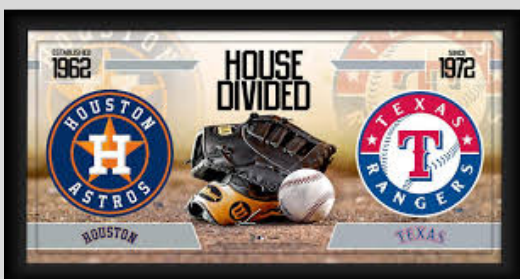 ESTABLISHED
1962
HOUSE
DIVIDED
SINCE
1972
HOUSTON
H
ASTROS
TEXAS
T
RANGERS
HOUSTON
TEXAS